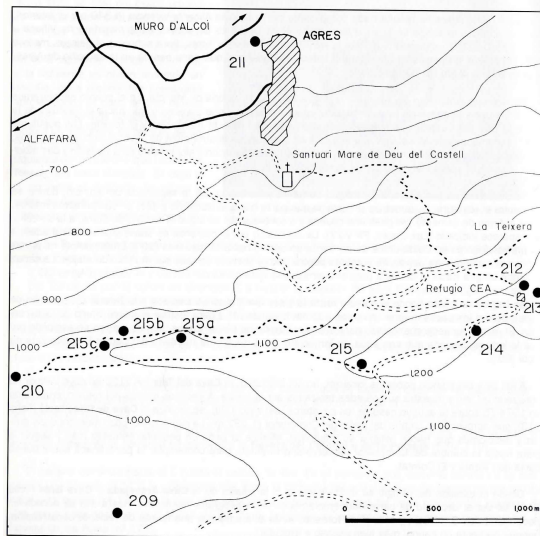 MURO D'ALCOI
AGRES
211
ALFAFARA
Santuari Mare de Déu del Castell
700
La Teixera
800
212
Refugio CEA
213
900
215b
215a
214
1,000
215c
1,100
215
1,200
210
1,000
1,100
209
0
500
1,000 m